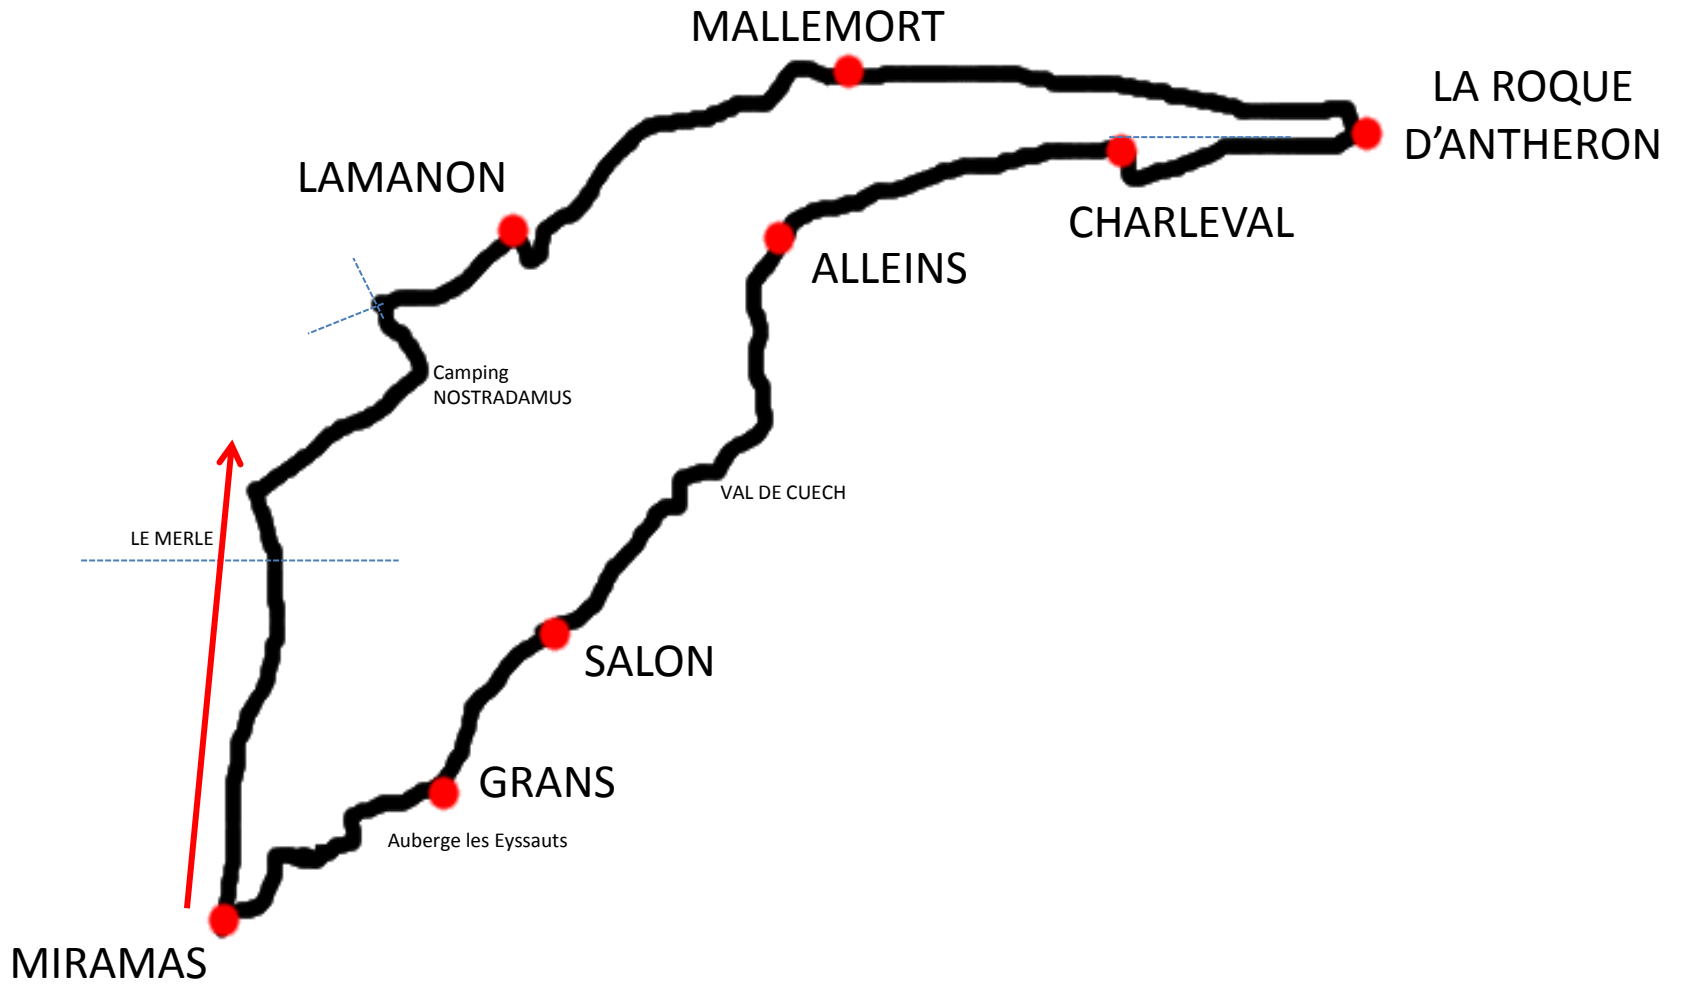 MALLEMORT
LA ROQUE
D’ANTHERON
LAMANON
CHARLEVAL
ALLEINS
Camping
NOSTRADAMUS
VAL DE CUECH
LE MERLE
SALON
GRANS
Auberge les Eyssauts
MIRAMAS